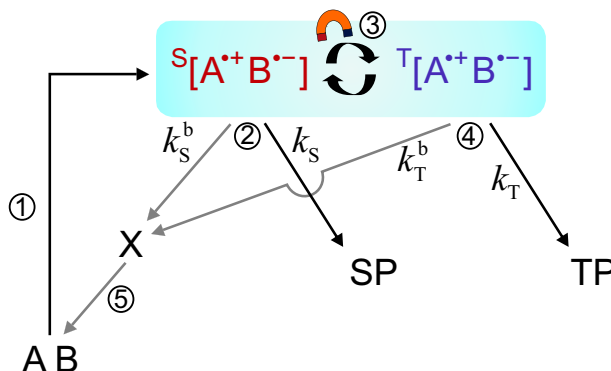 ③
S[A•+ B•−] T[A•+ B•−]
k_S^b ② k_S k_T^b ④ k_T
①
X
SP TP
⑤
A B